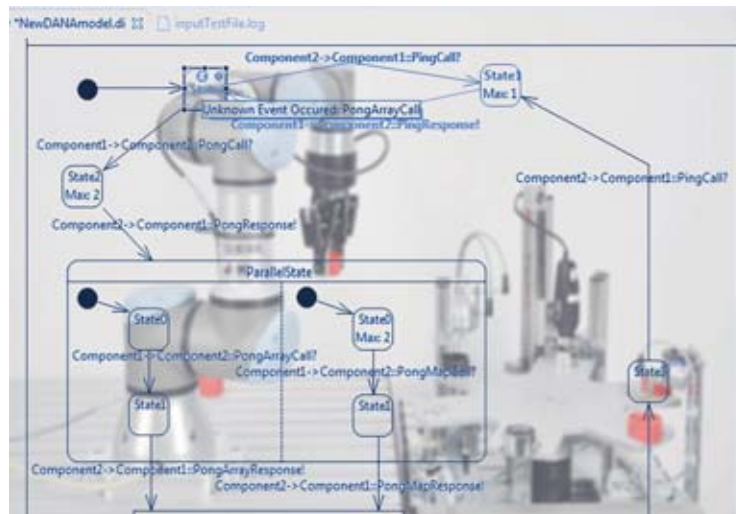 *NewDANAmodel.di
inputTestFile.log
Component2->Component1::PingCall?
State1
Max: 1
Unknown Event Occured: PongArrayCall
Component1->Component2::PingResponse!
Component1->Component2::PongCall?
State2
Max: 2
Component2->Component1::PingCall?
Component2->Component1::PongResponse!
ParallelState
State0
State0
Max: 2
Component1->Component2::PongArrayCall?
Component1->Component2::PongMapCall?
State3
State1
State1
Component2->Component1::PongArrayResponse!
Component2->Component1::PongMapResponse!